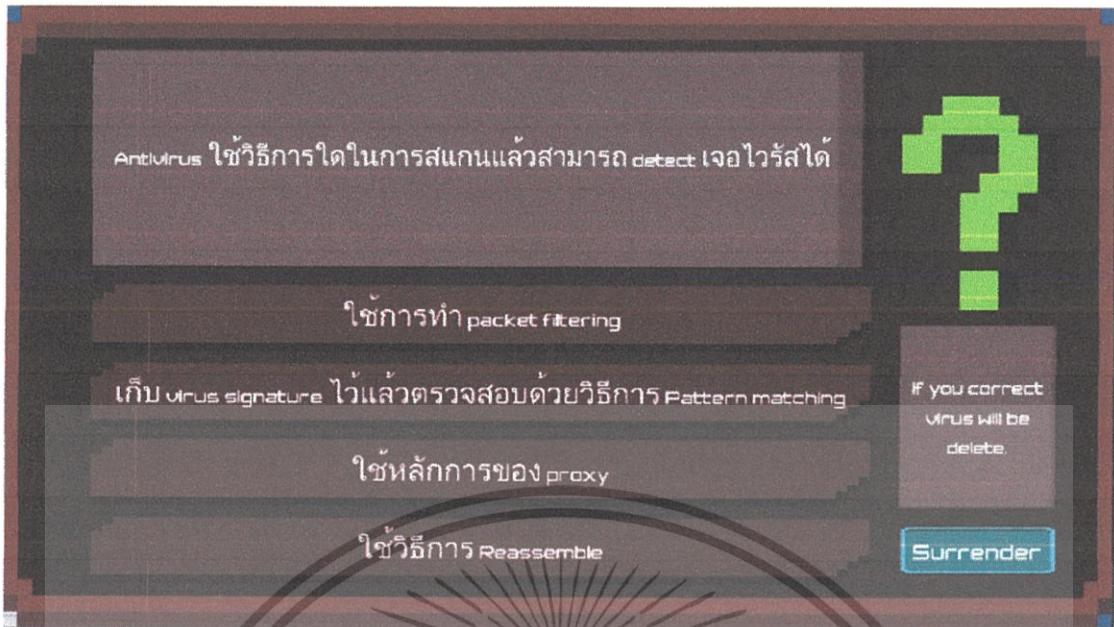 Antivirus ใช้วิธีการใดในการสแกนแล้วสามารถ detect เจอไวรัสได้
ใช้การทำ packet filtering
เก็บ virus signature ไว้แล้วตรวจสอบด้วยวิธีการ Pattern matching
ใช้หลักการของ proxy
ใช้วิธีการ Reassemble
If you correct
virus will be
delete.
Surrender